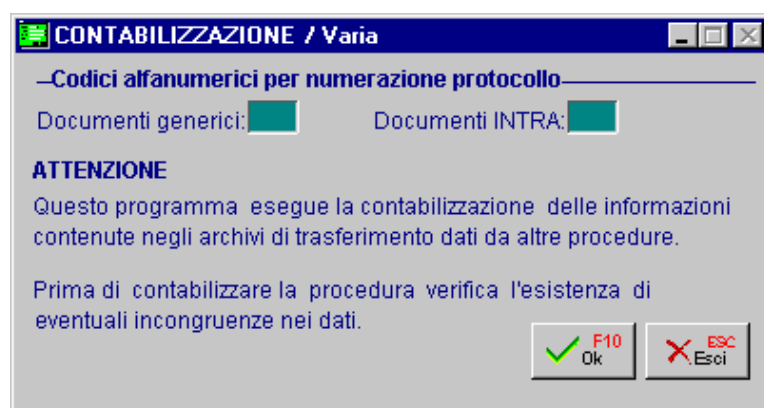 CONTABILIZZAZIONE / Varia
Codici alfanumerici per numerazione protocollo
Documenti generici: Documenti INTRA:
ATTENZIONE
Questo programma esegue la contabilizzazione delle informazioni
contenute negli archivi di trasferimento dati da altre procedure.
Prima di contabilizzare la procedura verifica l'esistenza di
eventuali incongruenze nei dati.
F10 ESC
Ok Esci